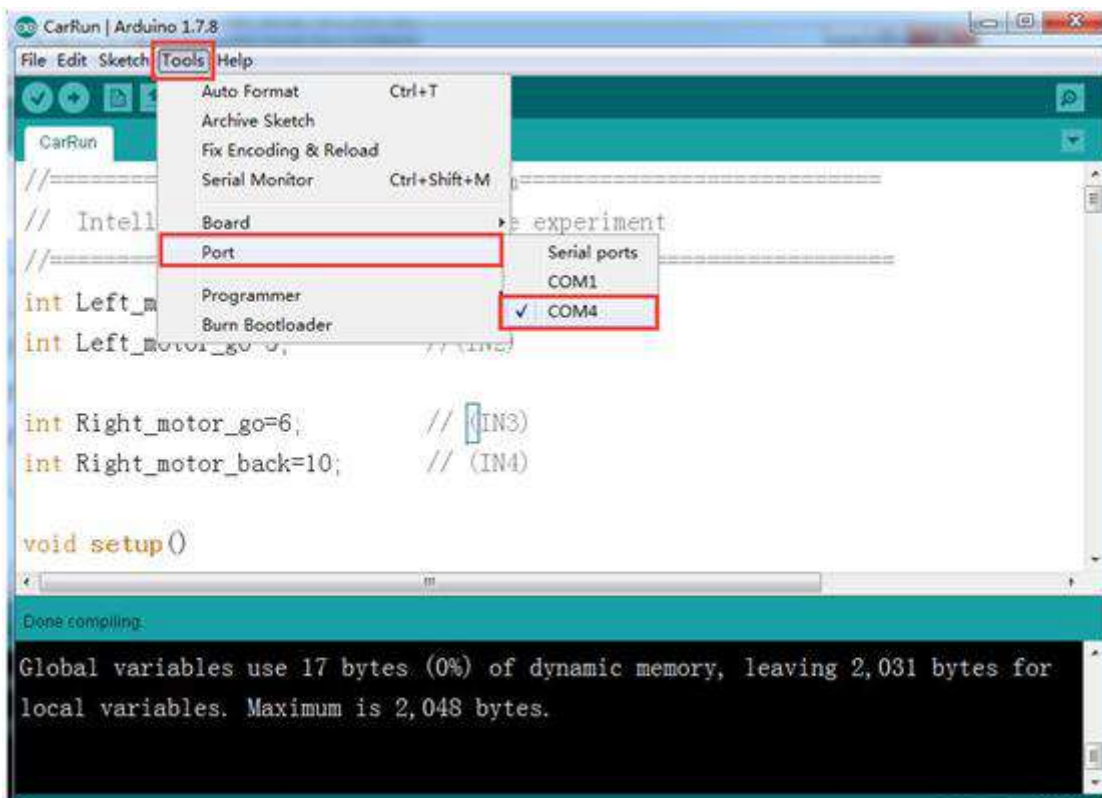 CarRun | Arduino 1.7.8
File Edit Sketch Tools Help
Auto Format Ctrl+T
Archive Sketch
CarRun
Fix Encoding & Reload
Serial Monitor Ctrl+Shift+M
//==========
===========================
Board
// Intell
experiment
Port
Serial ports
//==========
====================
COM1
Programmer
✓ COM4
int Left_m
Burn Bootloader
int Left_motor_go
//(IN2)
int Right_motor_go=6; // (IN3)
int Right_motor_back=10; // (IN4)
void setup()
Done compiling.
Global variables use 17 bytes (0%) of dynamic memory, leaving 2,031 bytes for
local variables. Maximum is 2,048 bytes.